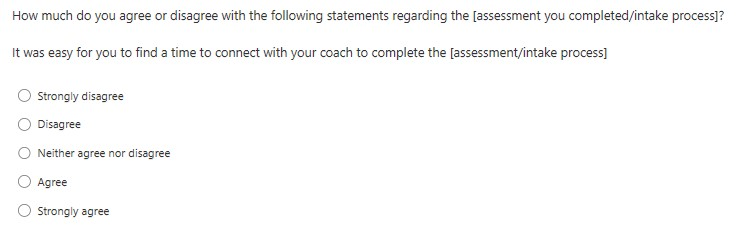 How much do you agree or disagree with the following statements regarding the [assessment you completed/intake process]?
It was easy for you to find a time to connect with your coach to complete the [assessment/intake process]
Strongly disagree
Disagree
Neither agree nor disagree
Agree
Strongly agree